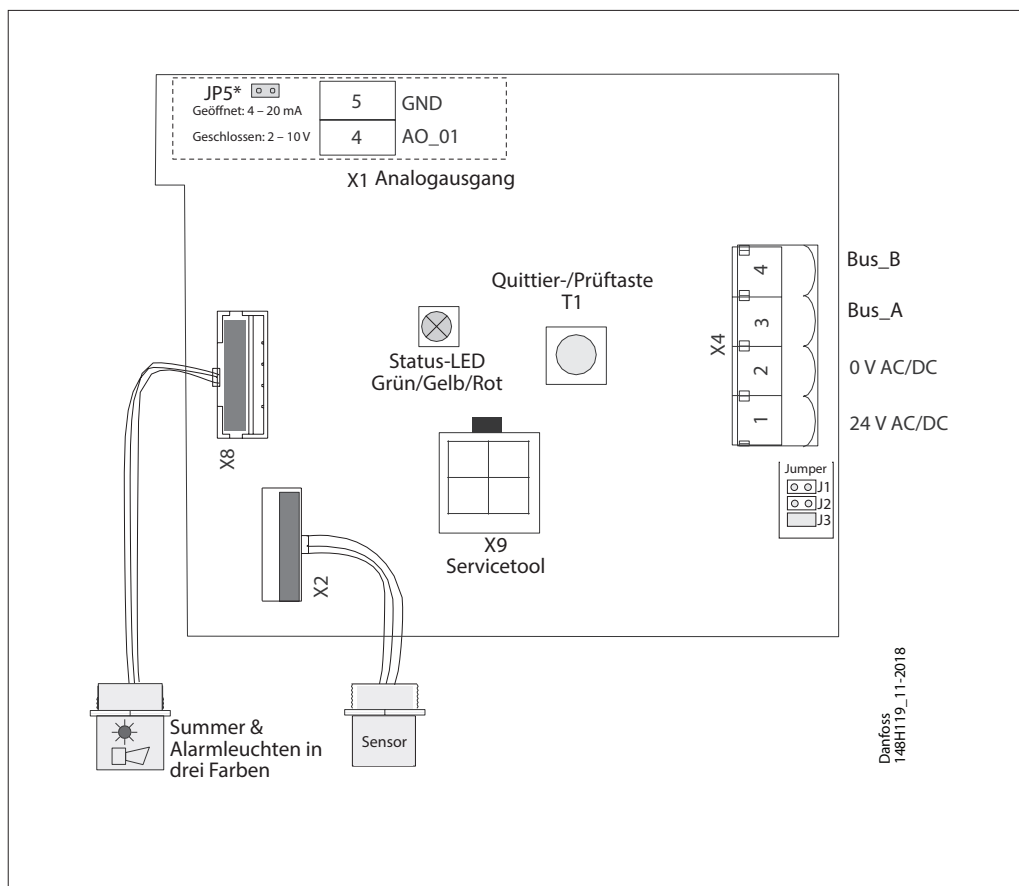 JP5*
Geöffnet: 4 – 20 mA
Geschlossen: 2 – 10 V
5 GND
4 AO_01
X1 Analogausgang
Quittier-/Prüftaste
T1
Status-LED
Grün/Gelb/Rot
X4
4 Bus_B
3 Bus_A
2 0 V AC/DC
1 24 V AC/DC
Jumper
J1
J2
J3
X8
X9
Servicetool
X2
Summer &
Alarmleuchten in
drei Farben
Sensor
Danfoss
148H119_11-2018